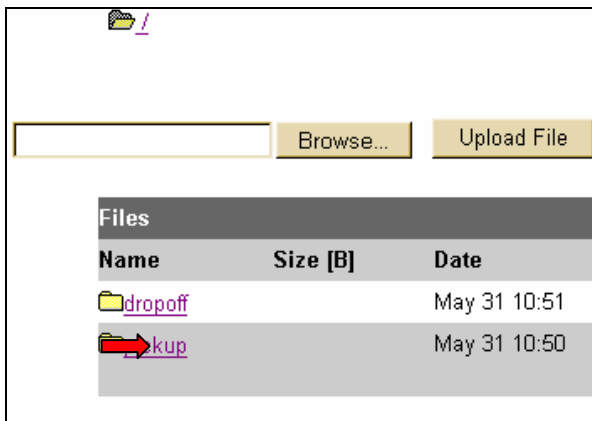 /
Browse... Upload File
Files
Name Size [B] Date
dropoff May 31 10:51
kup May 31 10:50